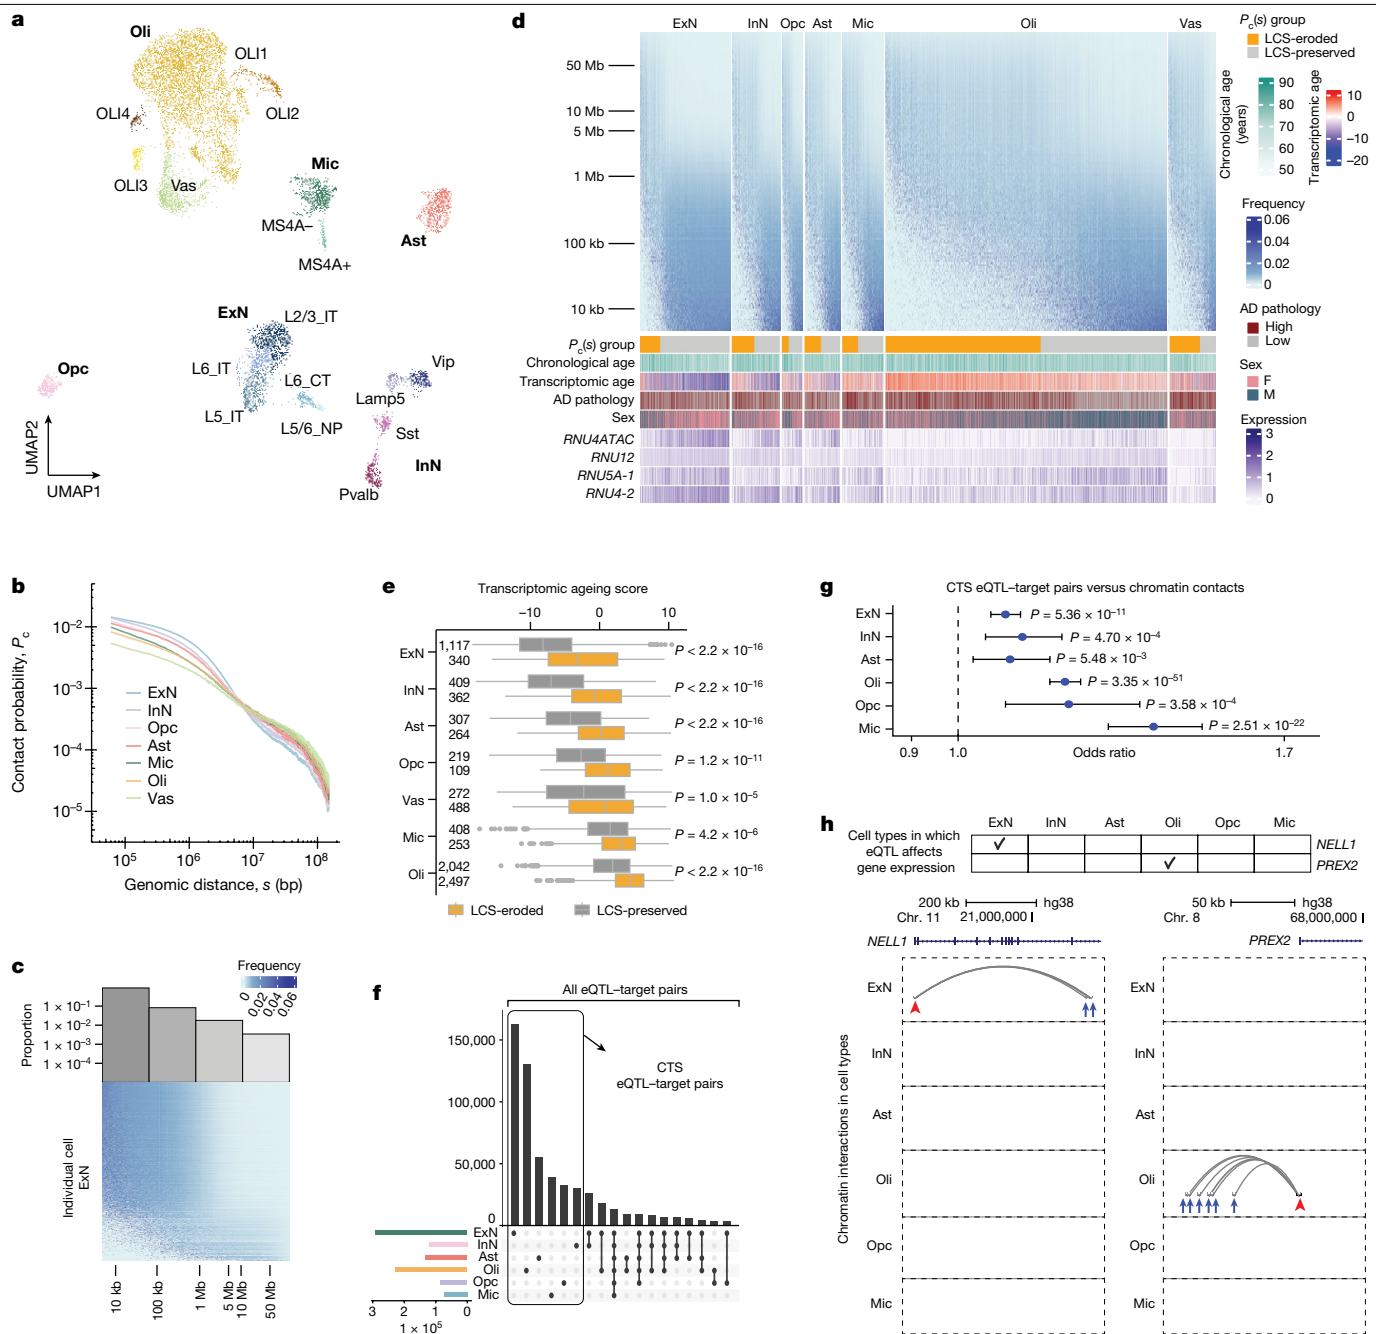 a
Oli
OLI1
OLI2
OLI4
OLI3
Vas
Mic
MS4A−
MS4A+
Ast
ExN
L2/3_IT
L6_IT
L6_CT
L5_IT
L5/6_NP
Vip
Lamp5
Sst
InN
Pvalb
Opc
UMAP2
UMAP1
d
ExN InN Opc Ast Mic Oli Vas
50 Mb
10 Mb
5 Mb
1 Mb
100 kb
10 kb
Pc(s) group
Chronological age
Transcriptomic age
AD pathology
Sex
RNU4ATAC
RNU12
RNU5A-1
RNU4-2
Pc(s) group
LCS-eroded
LCS-preserved
Chronological age (years)
90
80
70
60
50
Transcriptomic age
10
0
−10
−20
Frequency
0.06
0.04
0.02
0
AD pathology
High
Low
Sex
F
M
Expression
3
2
1
0
b
Contact probability, Pc
10−2
10−3
10−4
10−5
ExN
InN
Opc
Ast
Mic
Oli
Vas
105 106 107 108
Genomic distance, s (bp)
c
Frequency
0 0.02 0.04 0.06
Proportion
1 × 10−1
1 × 10−2
1 × 10−3
1 × 10−4
Individual cell
ExN
10 kb 100 kb 1 Mb 5 Mb 10 Mb 50 Mb
e
Transcriptomic ageing score
−10 0 10
ExN 1,117 340 P < 2.2 × 10−16
InN 409 362 P < 2.2 × 10−16
Ast 307 264 P < 2.2 × 10−16
Opc 219 109 P = 1.2 × 10−11
Vas 272 488 P = 1.0 × 10−5
Mic 408 253 P = 4.2 × 10−6
Oli 2,042 2,497 P < 2.2 × 10−16
LCS-eroded LCS-preserved
f
All eQTL–target pairs
CTS
eQTL–target pairs
150,000
100,000
50,000
0
ExN
InN
Ast
Oli
Opc
Mic
3 2 1 0
1 × 105
g
CTS eQTL–target pairs versus chromatin contacts
ExN P = 5.36 × 10−11
InN P = 4.70 × 10−4
Ast P = 5.48 × 10−3
Oli P = 3.35 × 10−51
Opc P = 3.58 × 10−4
Mic P = 2.51 × 10−22
0.9 1.0 1.7
Odds ratio
h
Cell types in which
eQTL affects
gene expression
ExN InN Ast Oli Opc Mic
NELL1
PREX2
200 kb hg38
Chr. 11 21,000,000
NELL1
50 kb hg38
Chr. 8 68,000,000
PREX2
Chromatin interactions in cell types
ExN
InN
Ast
Oli
Opc
Mic
ExN
InN
Ast
Oli
Opc
Mic